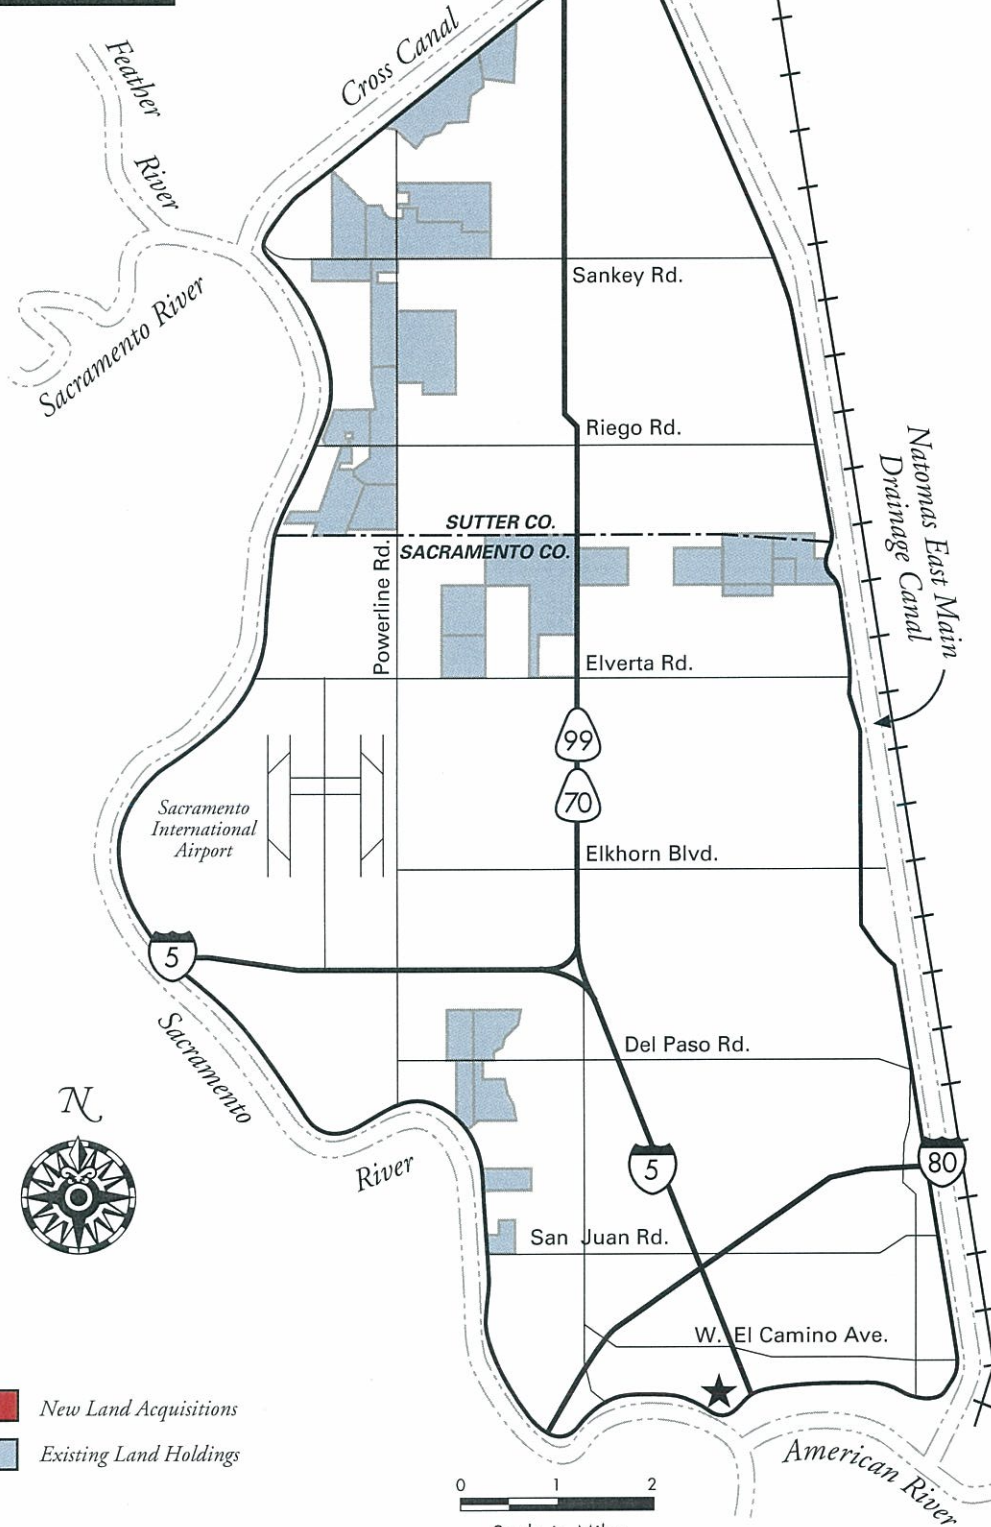 Cross Canal
Feather
River
Sacramento River
Sankey Rd.
Riego Rd.
Natomas East Main
Drainage Canal
SUTTER CO.
SACRAMENTO CO.
Powerline Rd.
Elverta Rd.
99
70
Sacramento
International
Airport
Elkhorn Blvd.
5
Sacramento
River
Del Paso Rd.
N
5
80
San Juan Rd.
W. El Camino Ave.
New Land Acquisitions
Existing Land Holdings
American River
0 1 2